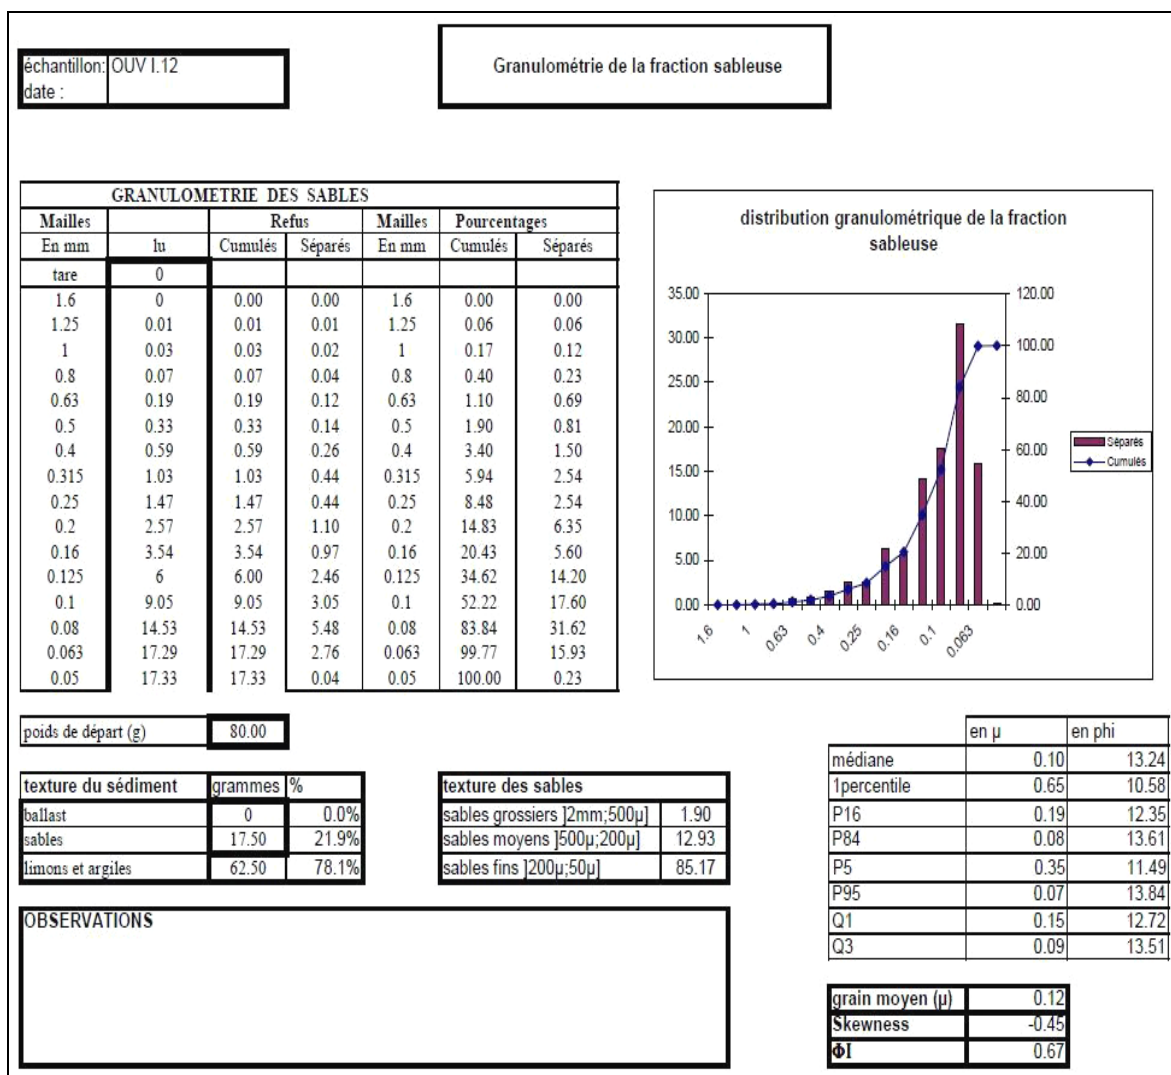 échantillon: OUV I.12
date :
Granulométrie de la fraction sableuse
GRANULOMETRIE DES SABLES
Mailles Refus Mailles Pourcentages
En mm lu Cumulés Séparés En mm Cumulés Séparés
tare 0
1.6 0 0.00 0.00 1.6 0.00 0.00
1.25 0.01 0.01 0.01 1.25 0.06 0.06
1 0.03 0.03 0.02 1 0.17 0.12
0.8 0.07 0.07 0.04 0.8 0.40 0.23
0.63 0.19 0.19 0.12 0.63 1.10 0.69
0.5 0.33 0.33 0.14 0.5 1.90 0.81
0.4 0.59 0.59 0.26 0.4 3.40 1.50
0.315 1.03 1.03 0.44 0.315 5.94 2.54
0.25 1.47 1.47 0.44 0.25 8.48 2.54
0.2 2.57 2.57 1.10 0.2 14.83 6.35
0.16 3.54 3.54 0.97 0.16 20.43 5.60
0.125 6 6.00 2.46 0.125 34.62 14.20
0.1 9.05 9.05 3.05 0.1 52.22 17.60
0.08 14.53 14.53 5.48 0.08 83.84 31.62
0.063 17.29 17.29 2.76 0.063 99.77 15.93
0.05 17.33 17.33 0.04 0.05 100.00 0.23
distribution granulométrique de la fraction
sableuse
35.00 120.00
30.00 100.00
25.00 80.00
20.00 60.00
15.00 40.00
10.00 20.00
5.00 0.00
0.00
1.6 1 0.63 0.4 0.25 0.16 0.1 0.063
Séparés
Cumulés
poids de départ (g) 80.00
texture du sédiment grammes %
ballast 0 0.0%
sables 17.50 21.9%
limons et argiles 62.50 78.1%
texture des sables
sables grossiers ]2mm;500µ] 1.90
sables moyens ]500µ;200µ] 12.93
sables fins ]200µ;50µ] 85.17
OBSERVATIONS
en µ en phi
médiane 0.10 13.24
1percentile 0.65 10.58
P16 0.19 12.35
P84 0.08 13.61
P5 0.35 11.49
P95 0.07 13.84
Q1 0.15 12.72
Q3 0.09 13.51
grain moyen (µ) 0.12
Skewness -0.45
ΦI 0.67